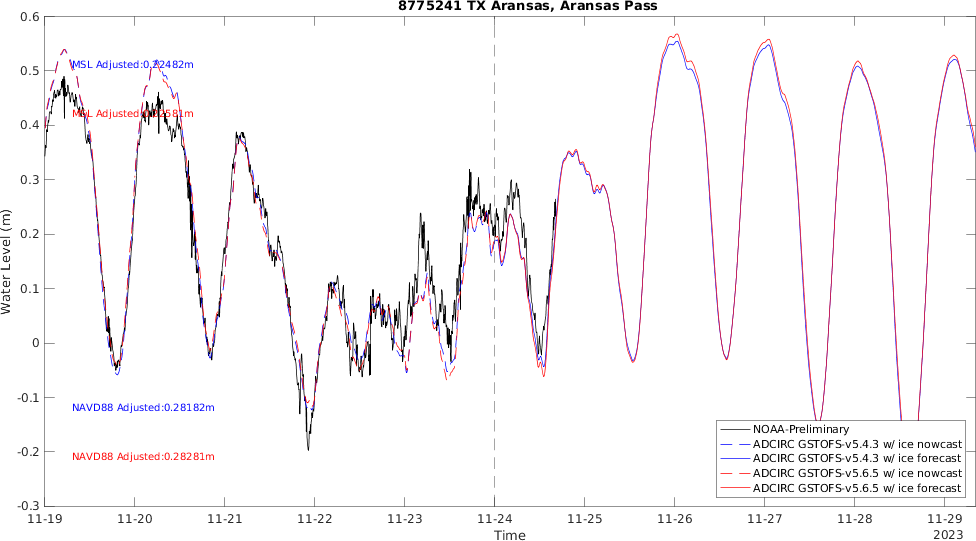 8775241 TX Aransas, Aransas Pass
0.6
0.5
0.4
0.3
0.2
0.1
0
-0.1
-0.2
-0.3
Water Level (m)
MSL Adjusted:0.22482m
MSL Adjusted:0.22581m
NAVD88 Adjusted:0.28182m
NAVD88 Adjusted:0.28281m
NOAA-Preliminary
ADCIRC GSTOFS-v5.4.3 w/ ice nowcast
ADCIRC GSTOFS-v5.4.3 w/ ice forecast
ADCIRC GSTOFS-v5.6.5 w/ ice nowcast
ADCIRC GSTOFS-v5.6.5 w/ ice forecast
11-19 11-20 11-21 11-22 11-23 11-24 11-25 11-26 11-27 11-28 11-29
Time
2023